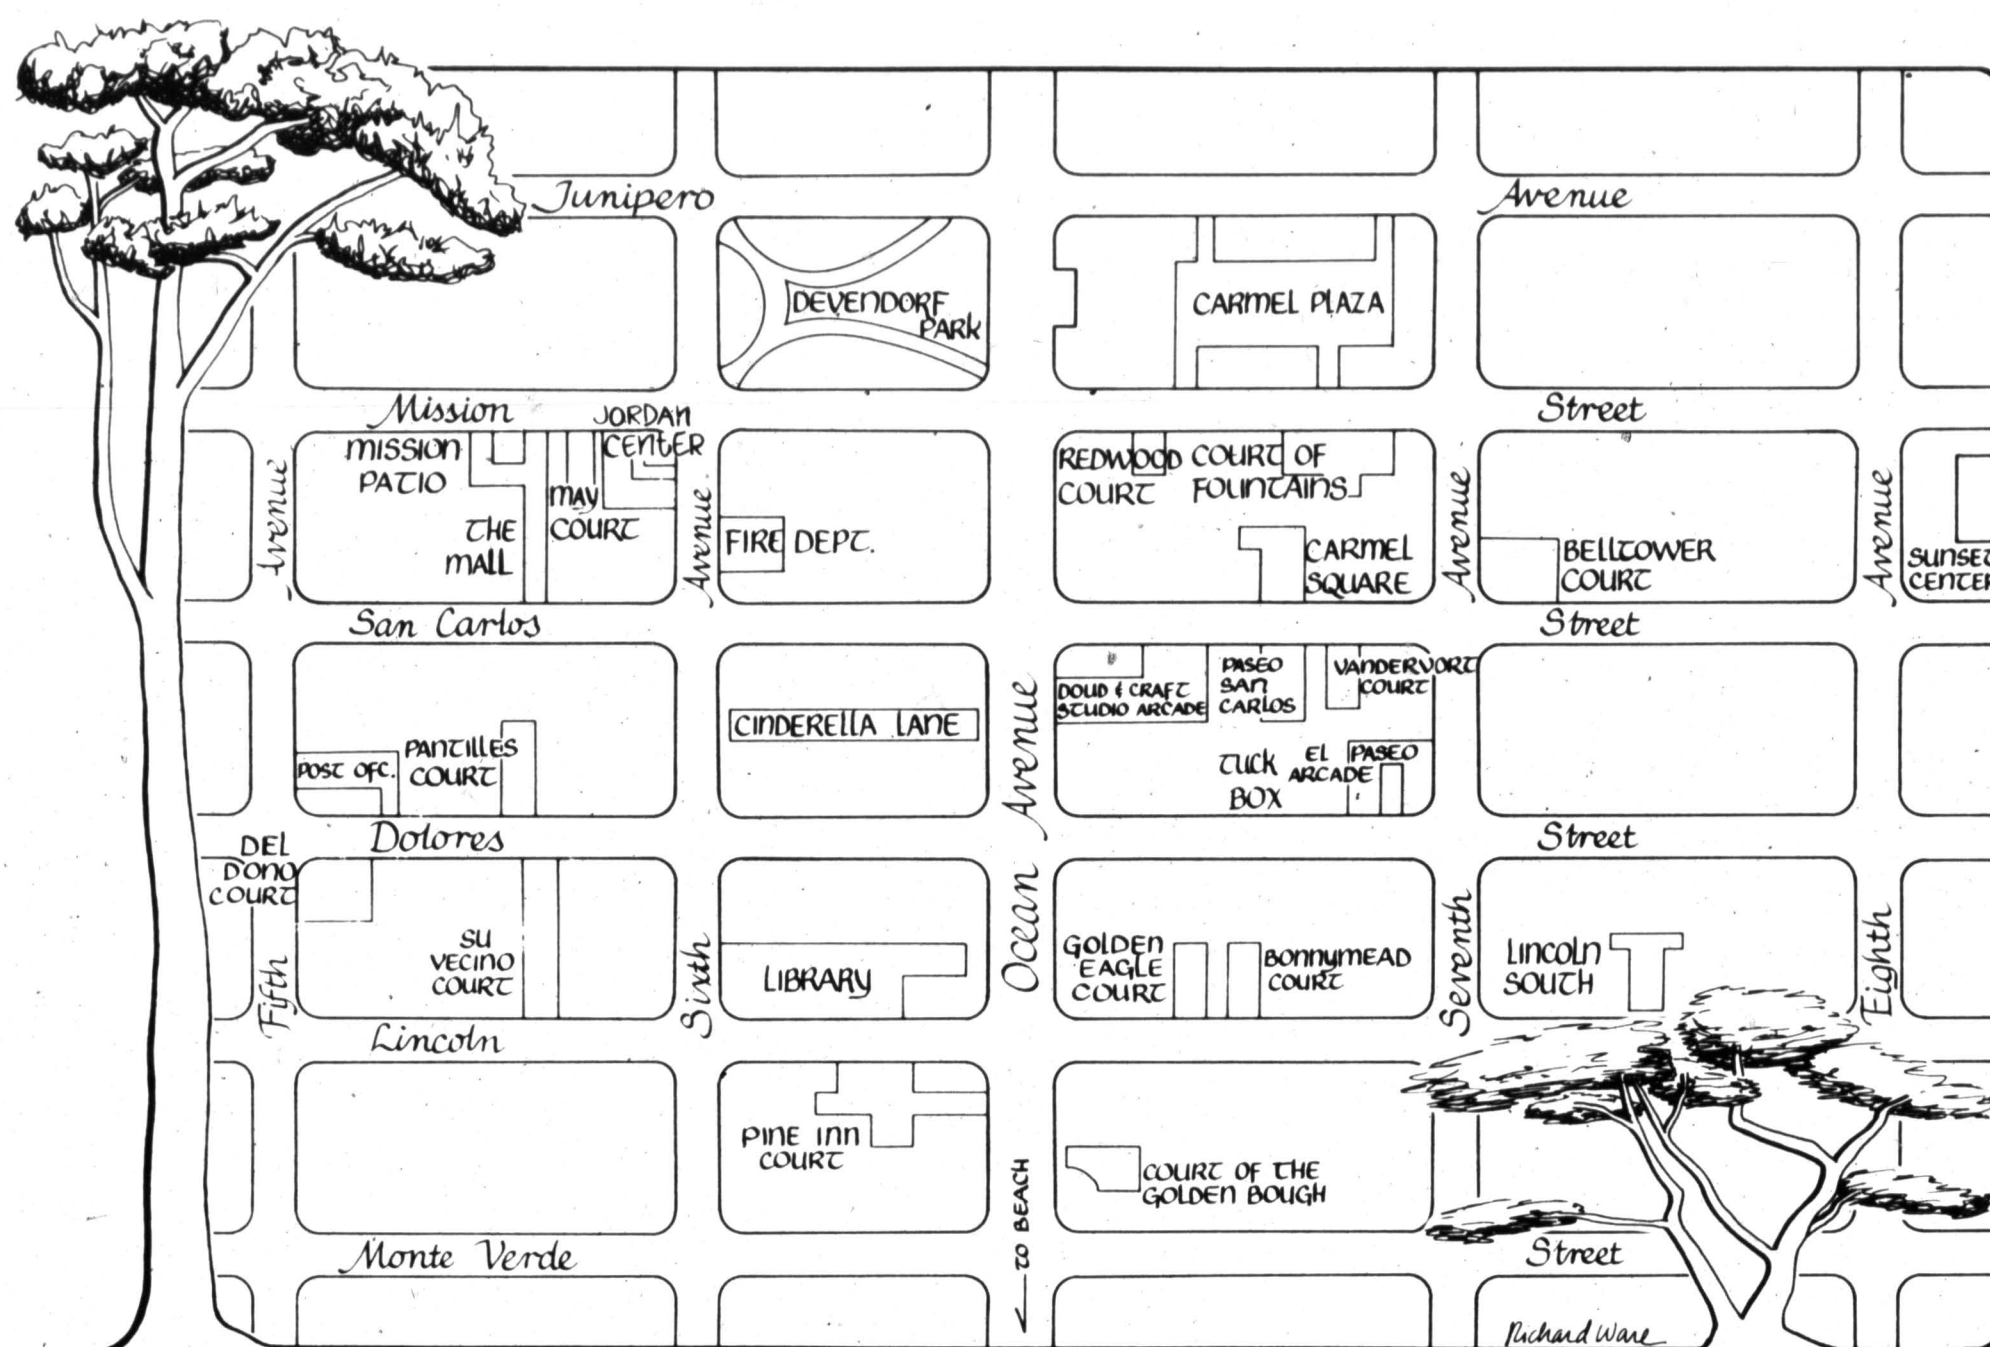 Junipero Avenue
DEVENDORF
PARK
CARMEL PLAZA
Mission Street
MISSION
PATIO
THE
MALL
MAY
COURT
JORDAN
CENTER
FIRE DEPT.
REDWOOD
COURT
COURT OF
FOUNTAINS
CARMEL
SQUARE
BELLTOWER
COURT
SUNSET
CENTER
Avenue
Avenue
Avenue
Avenue
San Carlos Street
POST OFC.
PANTILLES
COURT
CINDERELLA LANE
DOUD & CRAFT
STUDIO ARCADE
PASEO
SAN
CARLOS
VANDERVORT
COURT
TUCK
BOX
EL PASEO
ARCADE
Dolores Street
DEL
DONO
COURT
SU
VECINO
COURT
LIBRARY
GOLDEN
EAGLE
COURT
BONNYMEAD
COURT
LINCOLN
SOUTH
Fifth
Sixth
Ocean Avenue
Seventh
Eighth
Lincoln
PINE INN
COURT
COURT OF THE
GOLDEN BOUGH
TO BEACH
Monte Verde Street
Richard Ware